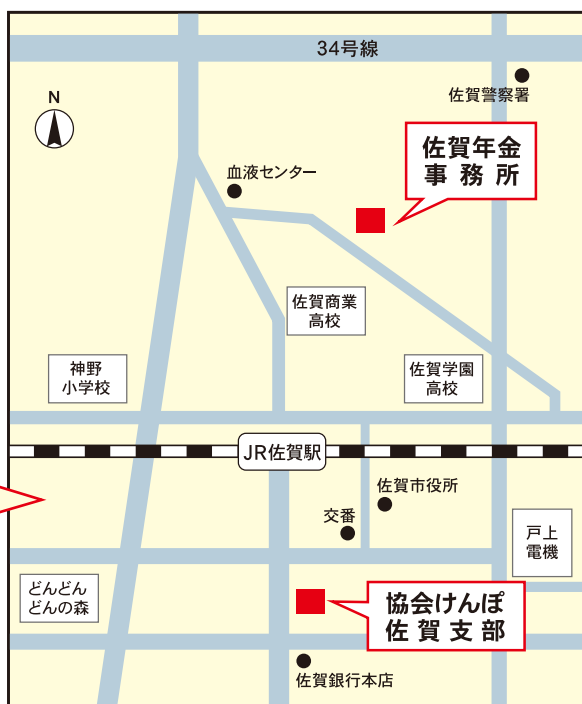 34号線
佐賀警察署
N
佐賀年金
事務所
血液センター
佐賀商業
高校
神野
小学校
佐賀学園
高校
JR佐賀駅
佐賀市役所
交番
戸上
電機
どんどん
どんの森
協会けんぽ
佐賀支部
佐賀銀行本店